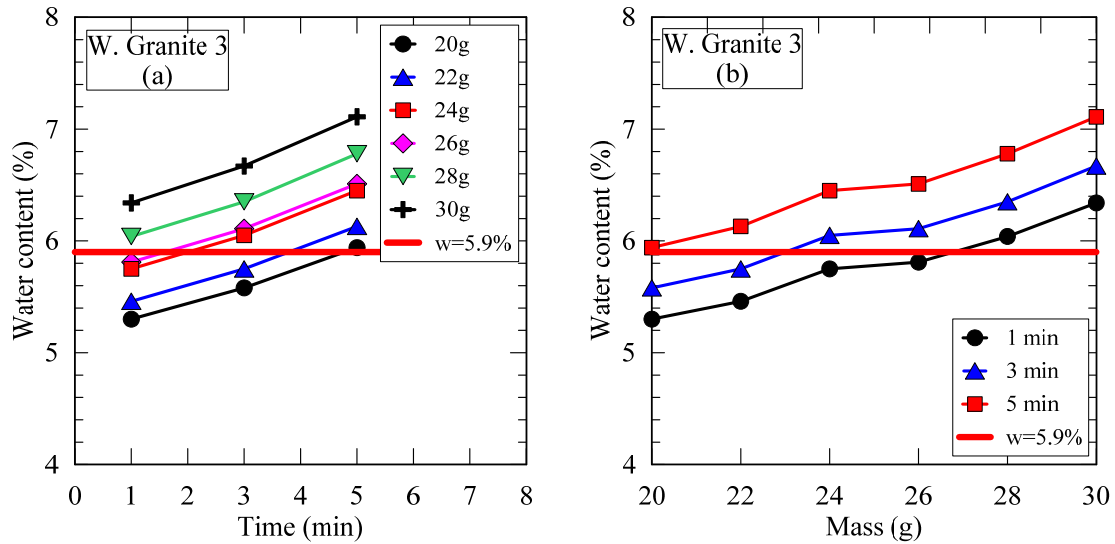 W. Granite 3
(a)
20g
22g
24g
26g
28g
30g
w=5.9%
8
7
6
5
4
Water content (%)
0 1 2 3 4 5 6 7 8
Time (min)
W. Granite 3
(b)
1 min
3 min
5 min
w=5.9%
8
7
6
5
4
Water content (%)
20 22 24 26 28 30
Mass (g)